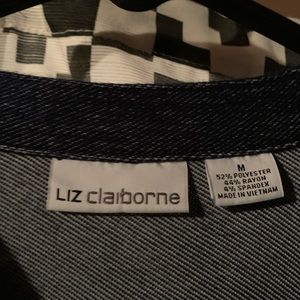 LIZ claiborne
M
52% POLYESTER
44% RAYON
4% SPANDEX
MADE IN VIETNAM